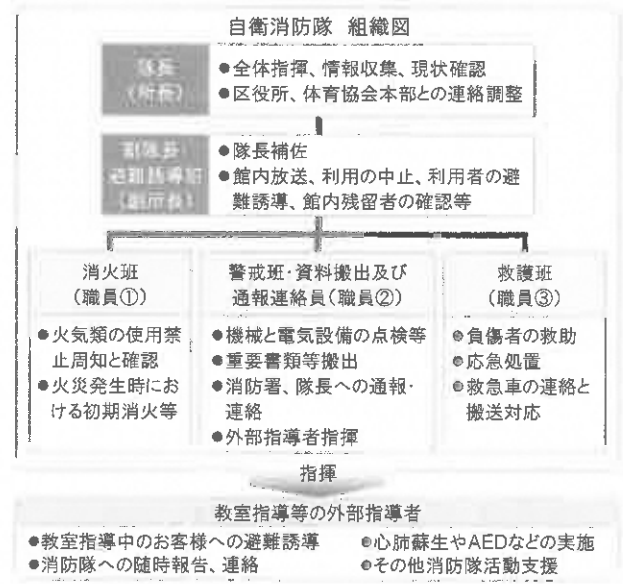 自衛消防隊 組織図
隊長
(所長)
●全体指揮、情報収集、現状確認
●区役所、体育協会本部との連絡調整
副隊長
避難誘導班
(副所長)
●隊長補佐
●館内放送、利用の中止、利用者の避
難誘導、館内残留者の確認等
消火班
(職員①)
●火気類の使用禁
止周知と確認
●火災発生時にお
ける初期消火等
警戒班・資料搬出及び
通報連絡員(職員②)
●機械と電気設備の点検等
●重要書類等搬出
●消防署、隊長への通報・
連絡
●外部指導者指揮
救護班
(職員③)
●負傷者の救助
●応急処置
●救急車の連絡と
搬送対応
指揮
教室指導等の外部指導者
●教室指導中のお客様への避難誘導
●消防隊への随時報告、連絡
●心肺蘇生やAEDなどの実施
●その他消防隊活動支援